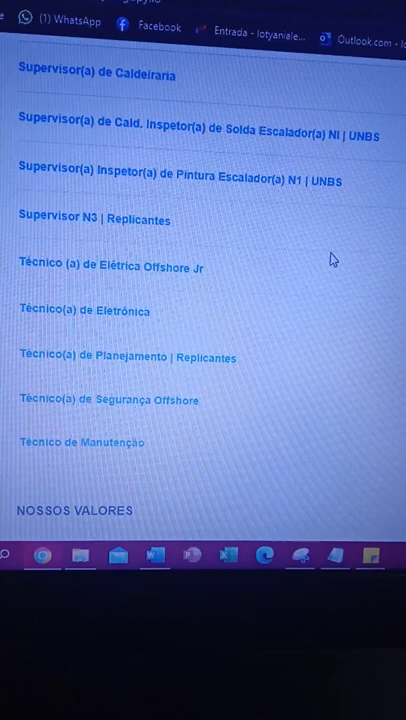 (1) WhatsApp
Facebook
Entrada - lotyaniale...
Outlook.com - lo
Supervisor(a) de Caldeiraria
Supervisor(a) de Cald. Inspetor(a) de Solda Escalador(a) NI | UNBS
Supervisor(a) Inspetor(a) de Pintura Escalador(a) N1 | UNBS
Supervisor N3 | Replicantes
Técnico (a) de Elétrica Offshore Jr
Técnico(a) de Eletrônica
Técnico(a) de Planejamento | Replicantes
Técnico(a) de Segurança Offshore
Técnico de Manutenção
NOSSOS VALORES